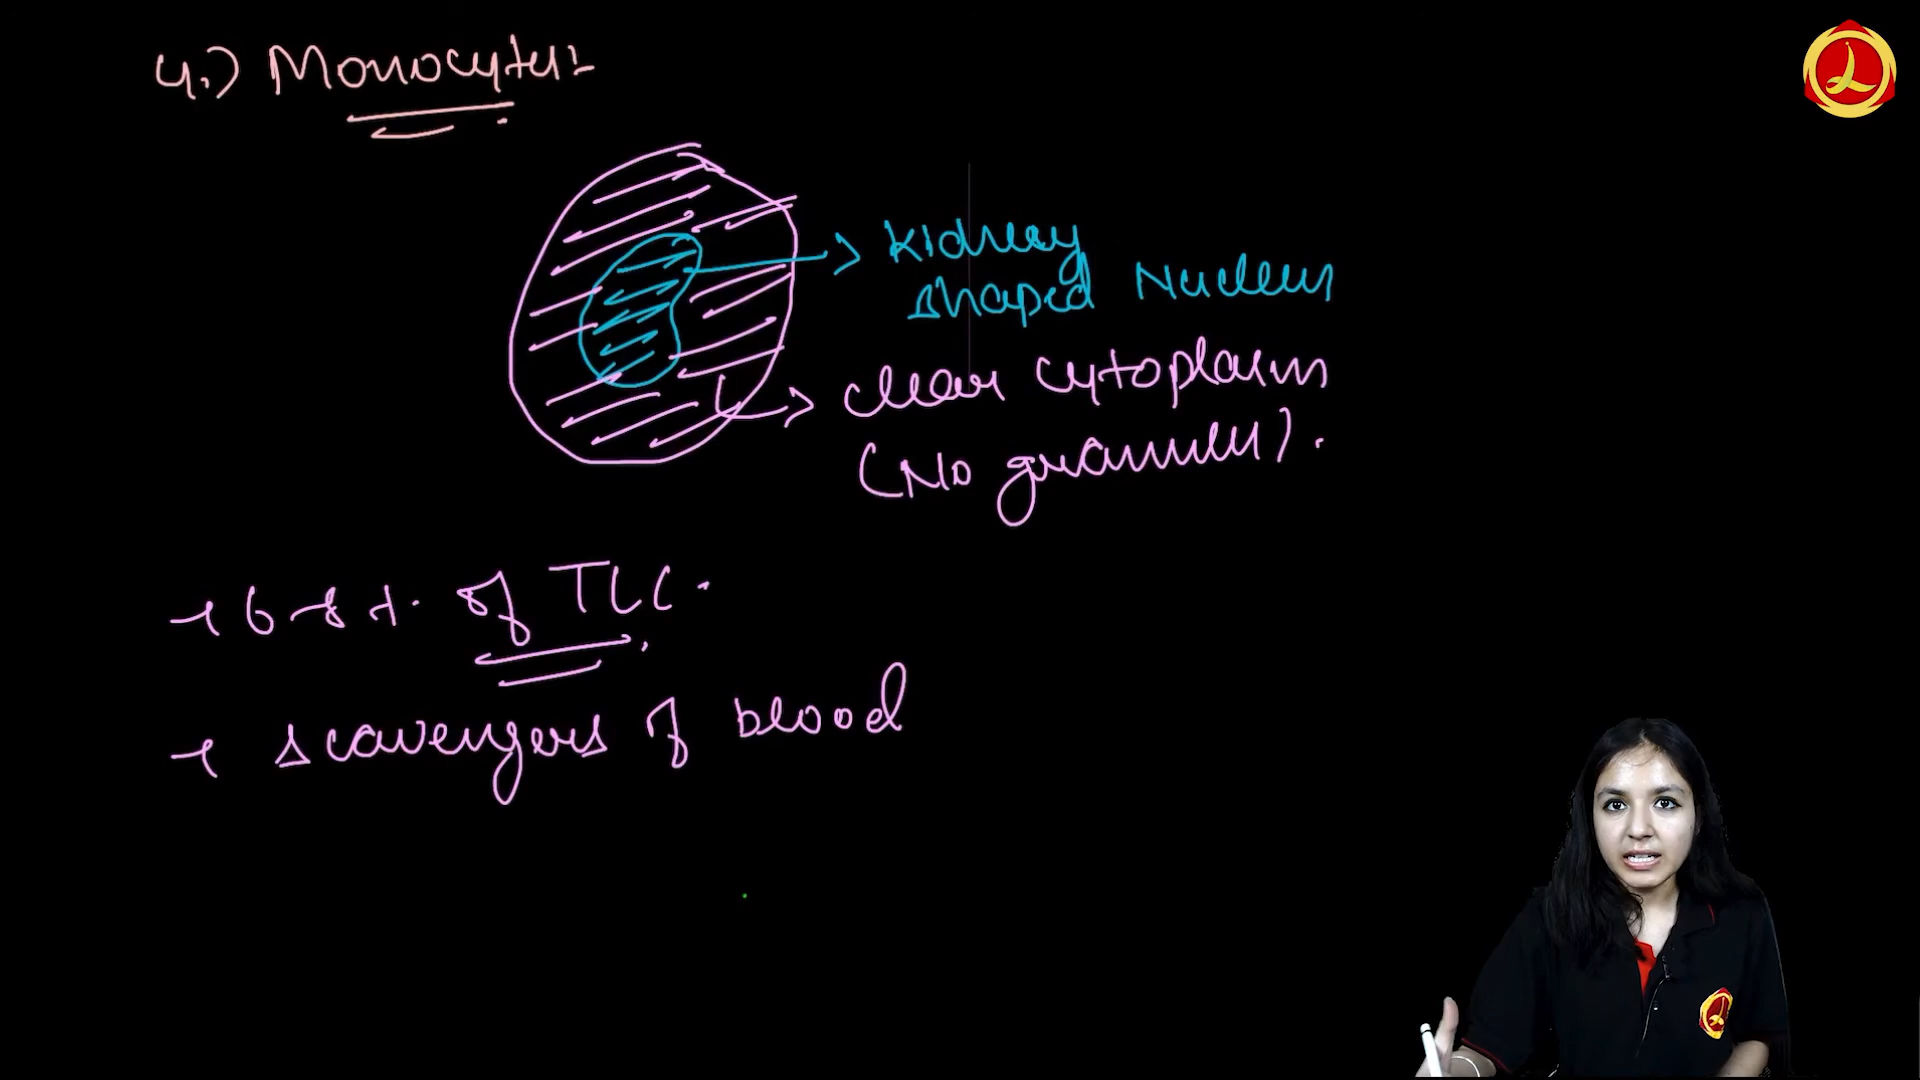 4.) Monocytes:
kidney
shaped Nucleus
clear cytoplasm
(No granules).
→ 6-8 %. of TLC.
→ scavengers of blood